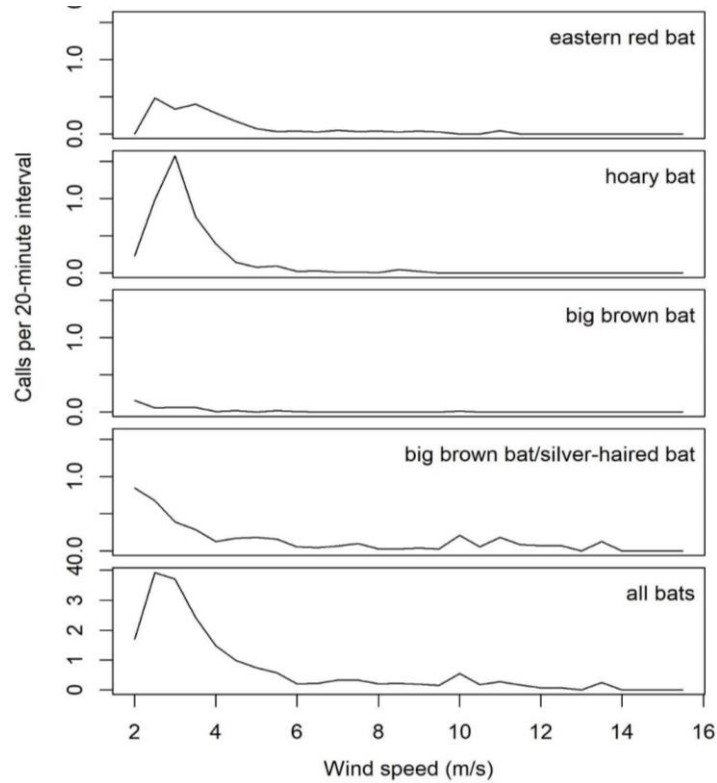 eastern red bat
1.0
0.0
hoary bat
1.0
0.0
big brown bat
1.0
0.0
big brown bat/silver-haired bat
1.0
0.0
all bats
4
3
2
1
0
Calls per 20-minute interval
2 4 6 8 10 12 14 16
Wind speed (m/s)